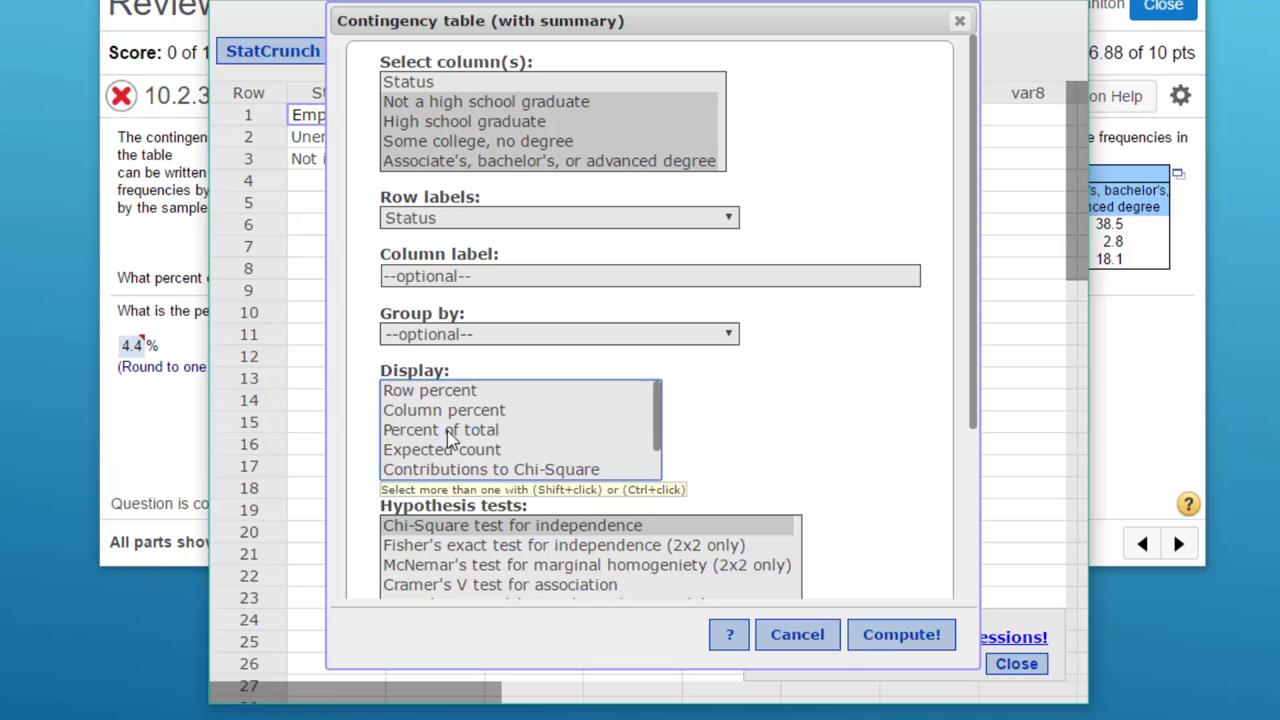 Review
Close
Contingency table (with summary)
Score: 0 of 1
6.88 of 10 pts
StatCrunch
10.2.3
Row
var8
on Help
1
2
3
4
5
6
7
8
9
10
11
12
13
14
15
16
17
18
19
20
21
22
23
24
25
26
27
The contingen
the table
can be written
frequencies by
by the sample
e frequencies in
's, bachelor's,
nced degree
38.5
2.8
18.1
What percent
What is the pe
4.4 %
(Round to one
Question is co
All parts show
Select column(s):
Status
Not a high school graduate
High school graduate
Some college, no degree
Associate's, bachelor's, or advanced degree
Row labels:
Status
Column label:
--optional--
Group by:
--optional--
Display:
Row percent
Column percent
Percent of total
Expected count
Contributions to Chi-Square
Select more than one with (Shift+click) or (Ctrl+click)
Hypothesis tests:
Chi-Square test for independence
Fisher's exact test for independence (2x2 only)
McNemar's test for marginal homogeniety (2x2 only)
Cramer's V test for association
?
Cancel
Compute!
essions!
Close
?